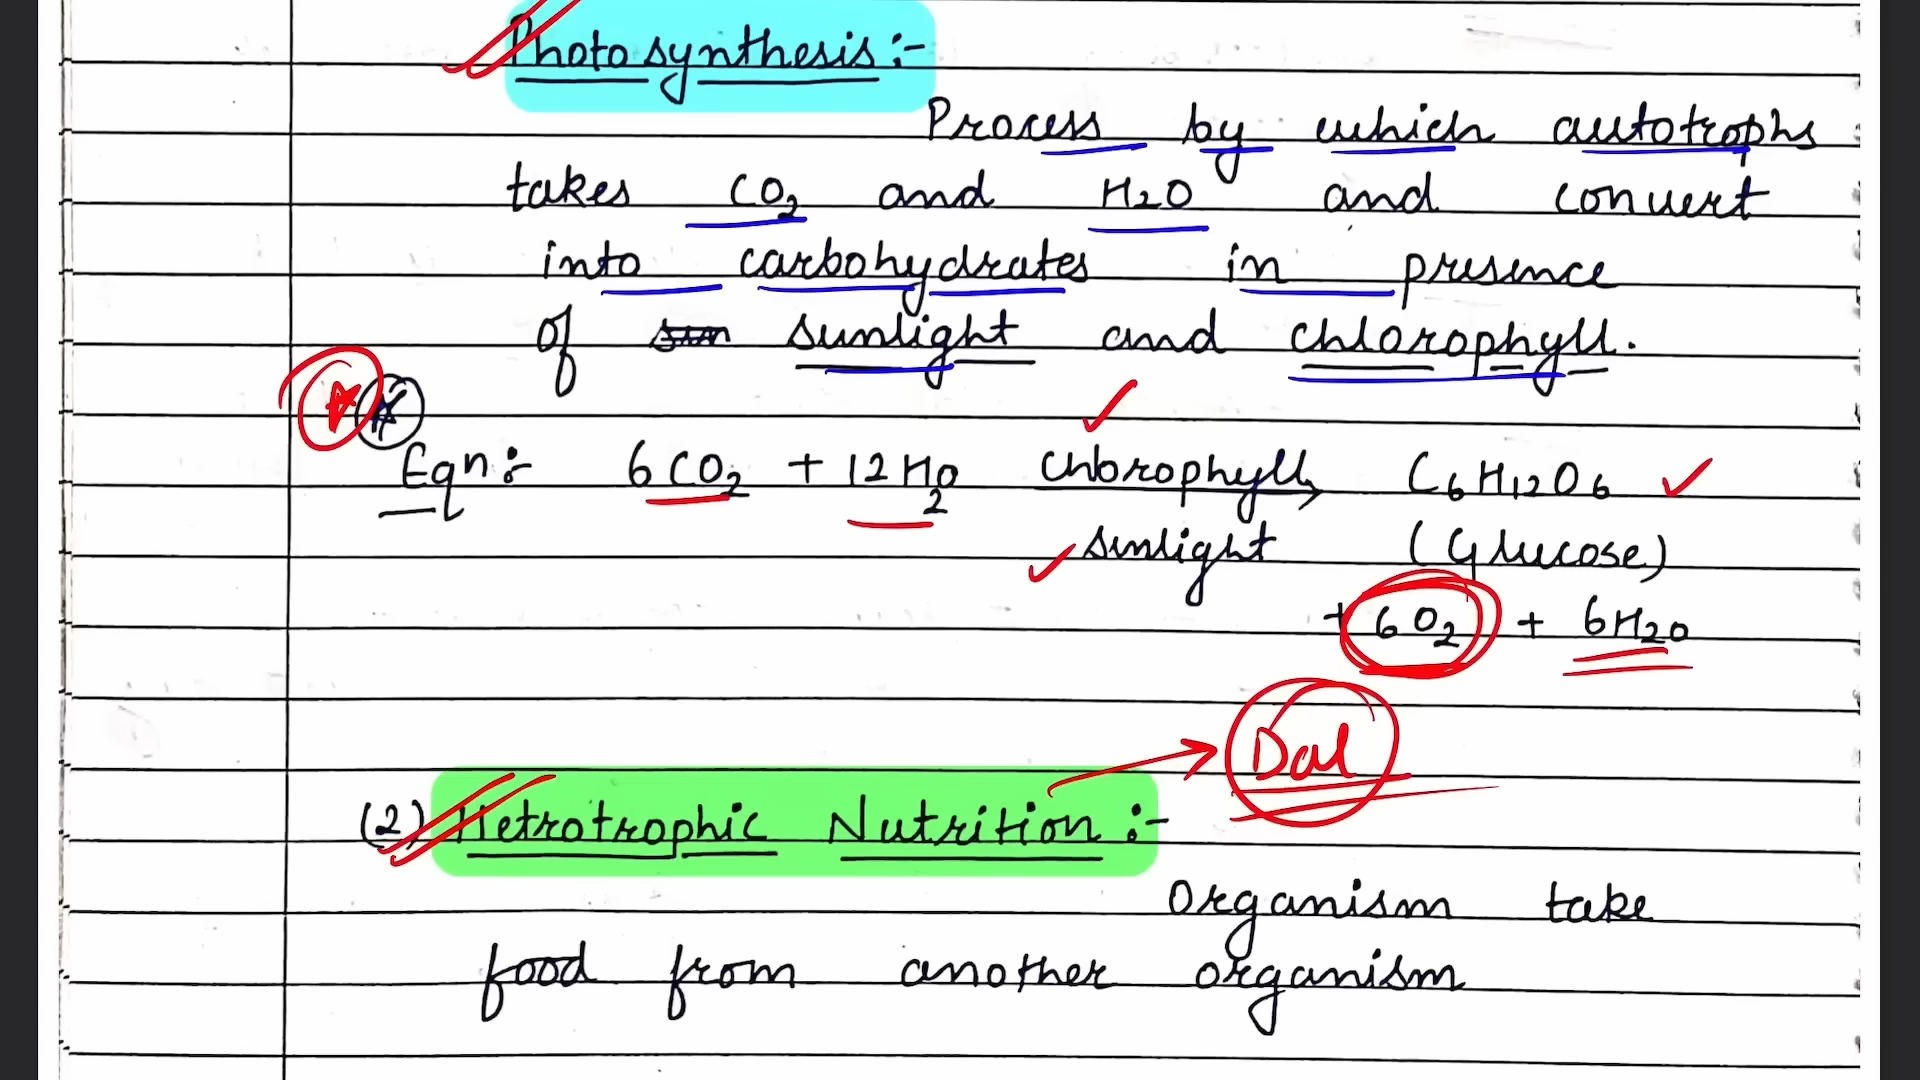 Photosynthesis :-
Process by which autotrophs
takes CO2 and H2O and convert
into carbohydrates in presence
of sun sunlight and chlorophyll.
Eqn :- 6CO2 + 12H2O chlorophyll → C6H12O6
sunlight (Glucose)
+ 6O2 + 6H2O
Dal
(2) Hetrotrophic Nutrition :-
Organism take
food from another organism